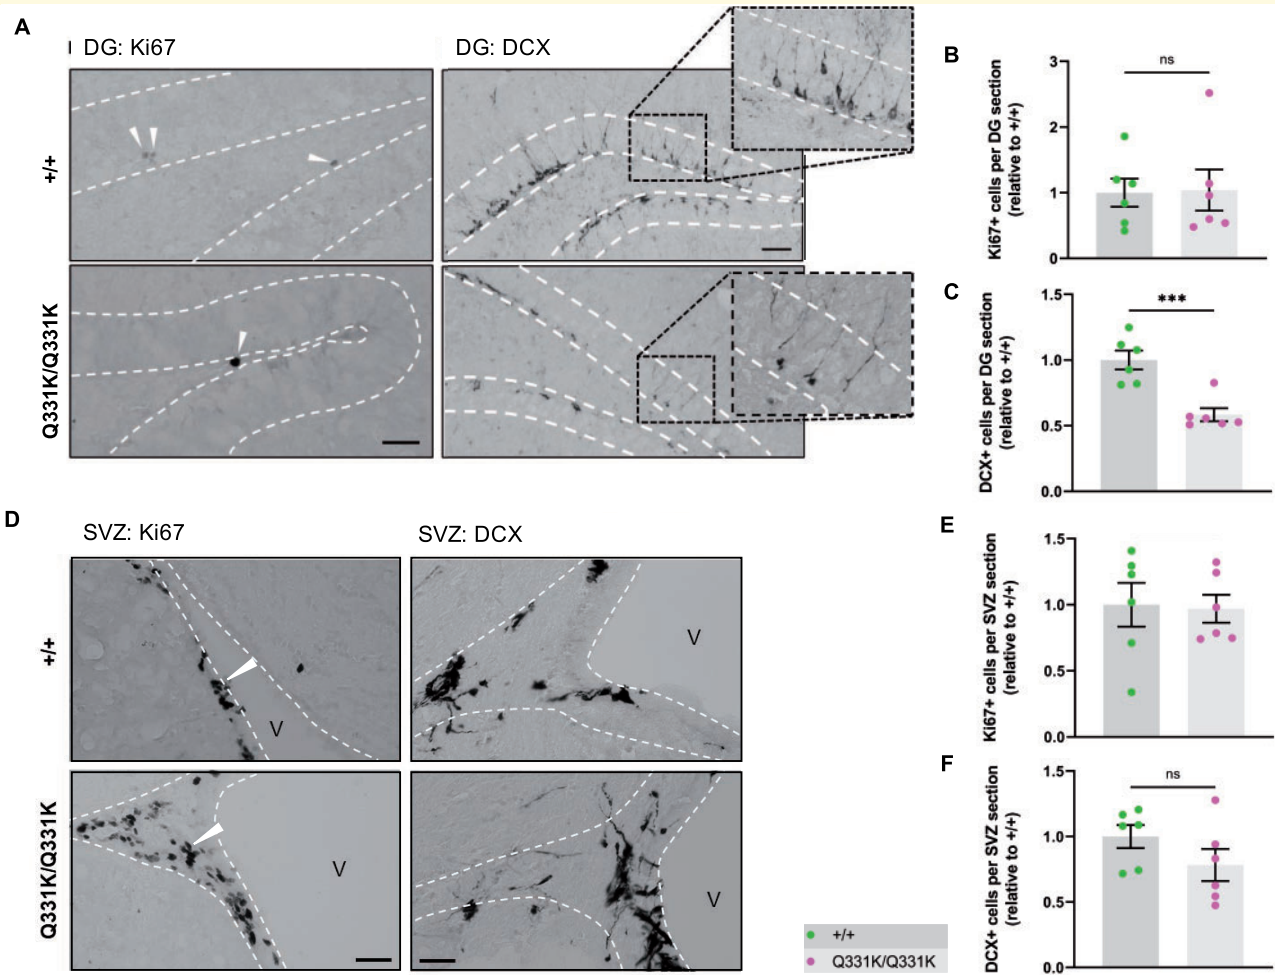 A
DG: Ki67
DG: DCX
+/+
Q331K/Q331K
B
ns
3
2
1
0
Ki67+ cells per DG section
(relative to +/+)
C
***
1.5
1.0
0.5
0.0
DCX+ cells per DG section
(relative to +/+)
D
SVZ: Ki67
SVZ: DCX
+/+
V
V
Q331K/Q331K
V
V
E
1.5
1.0
0.5
0.0
Ki67+ cells per SVZ section
(relative to +/+)
F
ns
1.5
1.0
0.5
0.0
DCX+ cells per SVZ section
(relative to +/+)
+/+
Q331K/Q331K